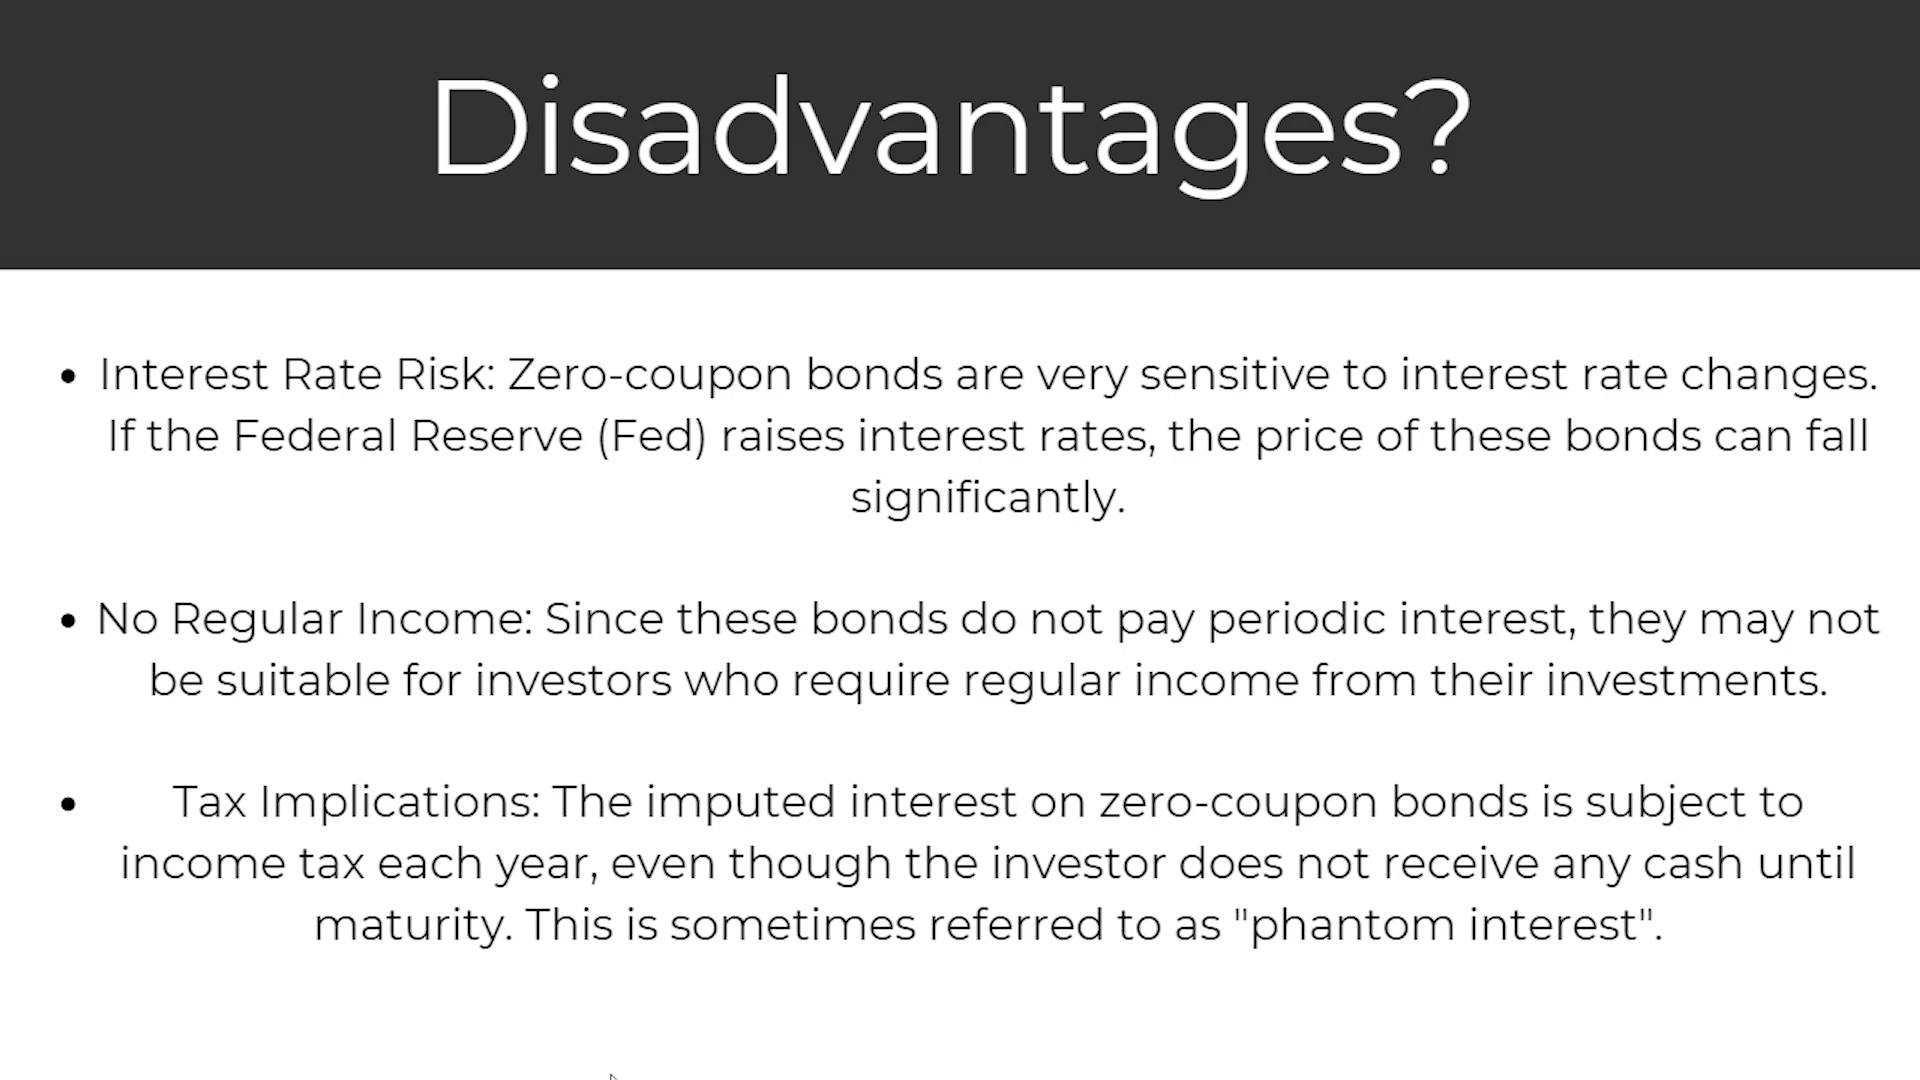 Disadvantages?
• Interest Rate Risk: Zero-coupon bonds are very sensitive to interest rate changes.
If the Federal Reserve (Fed) raises interest rates, the price of these bonds can fall
significantly.
• No Regular Income: Since these bonds do not pay periodic interest, they may not
be suitable for investors who require regular income from their investments.
• Tax Implications: The imputed interest on zero-coupon bonds is subject to
income tax each year, even though the investor does not receive any cash until
maturity. This is sometimes referred to as "phantom interest".